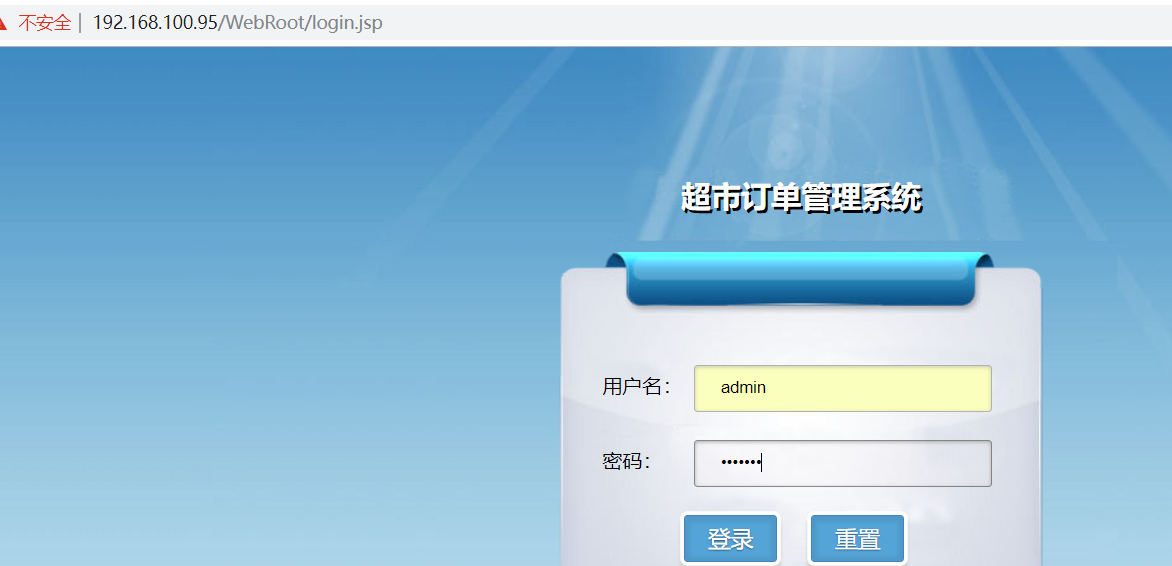 不安全 | 192.168.100.95/WebRoot/login.jsp
超市订单管理系统
用户名： admin
密码： •••••••
登录 重置